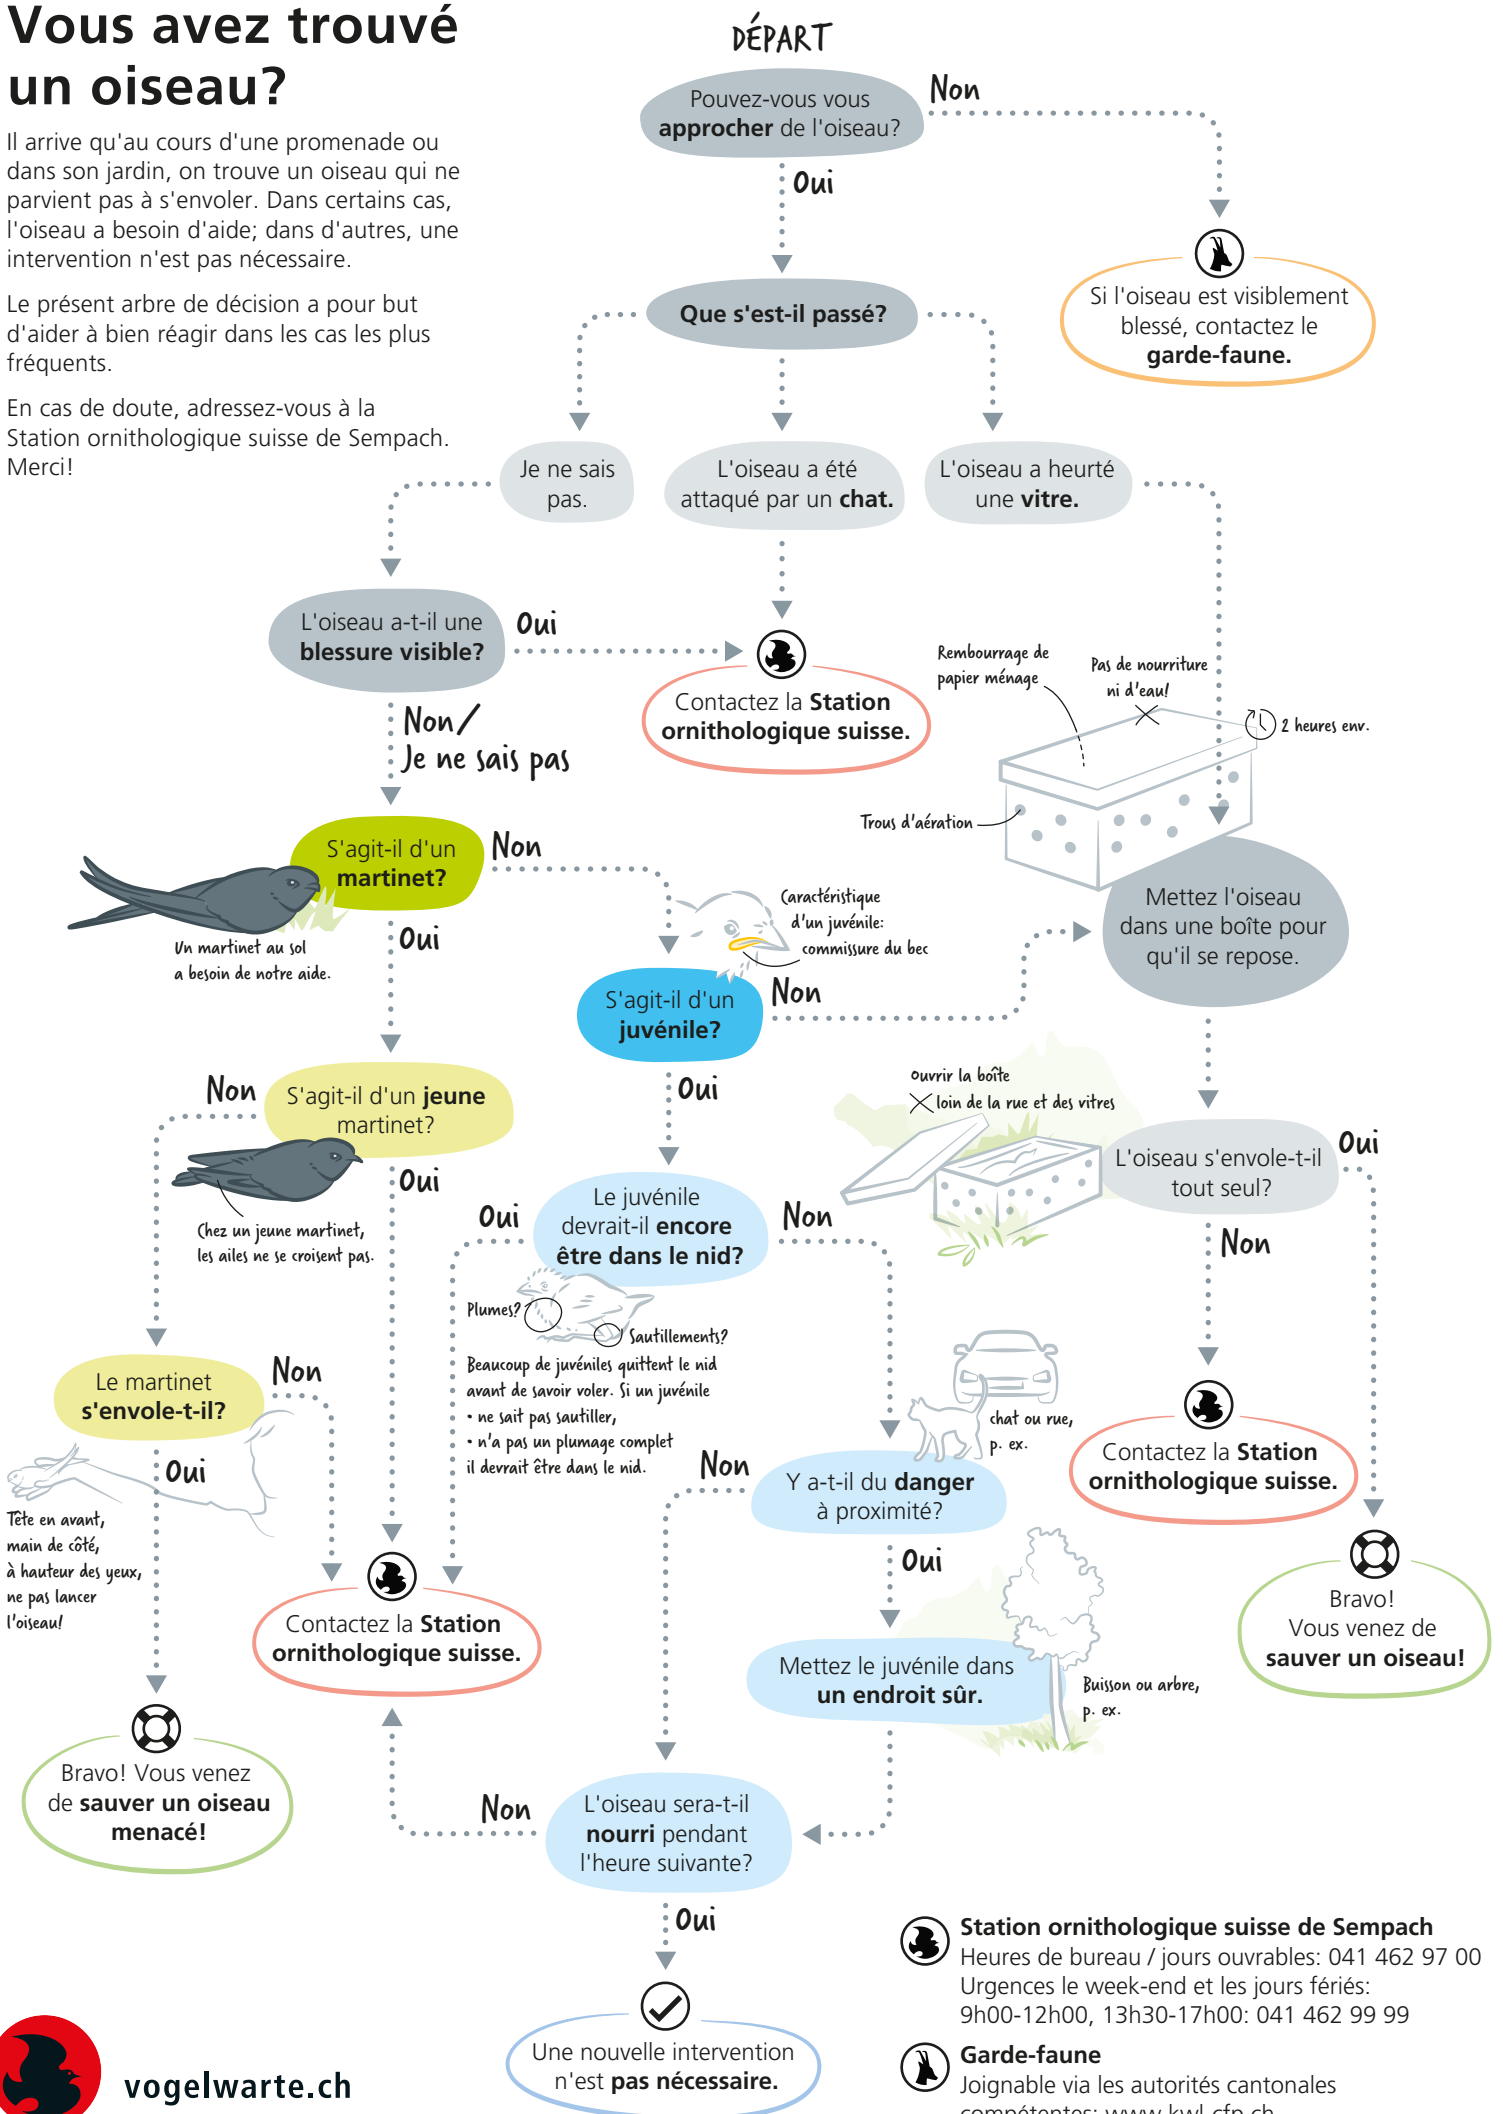 Vous avez trouvé
un oiseau?
Il arrive qu'au cours d'une promenade ou
dans son jardin, on trouve un oiseau qui ne
parvient pas à s'envoler. Dans certains cas,
l'oiseau a besoin d'aide; dans d'autres, une
intervention n'est pas nécessaire.
Le présent arbre de décision a pour but
d'aider à bien réagir dans les cas les plus
fréquents.
En cas de doute, adressez-vous à la
Station ornithologique suisse de Sempach.
Merci!
DÉPART
Pouvez-vous vous
approcher de l'oiseau?
Non
Oui
Si l'oiseau est visiblement
blessé, contactez le
garde-faune.
Que s'est-il passé?
Je ne sais
pas.
L'oiseau a été
attaqué par un chat.
L'oiseau a heurté
une vitre.
L'oiseau a-t-il une
blessure visible?
Oui
Contactez la Station
ornithologique suisse.
Non/
Je ne sais pas
Rembourrage de
papier ménage
Pas de nourriture
ni d'eau!
2 heures env.
Trous d'aération
Mettez l'oiseau
dans une boîte pour
qu'il se repose.
S'agit-il d'un
martinet?
Non
Un martinet au sol
a besoin de notre aide.
Oui
Caractéristique
d'un juvénile:
commissure du bec
S'agit-il d'un
juvénile?
Non
Oui
S'agit-il d'un jeune
martinet?
Non
Oui
Chez un jeune martinet,
les ailes ne se croisent pas.
Ouvrir la boîte
loin de la rue et des vitres
L'oiseau s'envole-t-il
tout seul?
Oui
Non
Le juvénile
devrait-il encore
être dans le nid?
Oui
Non
Plumes?
Sautillements?
Beaucoup de juvéniles quittent le nid
avant de savoir voler. Si un juvénile
• ne sait pas sautiller,
• n'a pas un plumage complet
il devrait être dans le nid.
Le martinet
s'envole-t-il?
Non
Oui
Tête en avant,
main de côté,
à hauteur des yeux,
ne pas lancer
l'oiseau!
chat ou rue,
p. ex.
Y a-t-il du danger
à proximité?
Non
Oui
Contactez la Station
ornithologique suisse.
Bravo!
Vous venez de
sauver un oiseau!
Contactez la Station
ornithologique suisse.
Mettez le juvénile dans
un endroit sûr.
Buisson ou arbre,
p. ex.
Bravo! Vous venez
de sauver un oiseau
menacé!
L'oiseau sera-t-il
nourri pendant
l'heure suivante?
Non
Oui
Une nouvelle intervention
n'est pas nécessaire.
Station ornithologique suisse de Sempach
Heures de bureau / jours ouvrables: 041 462 97 00
Urgences le week-end et les jours fériés:
9h00-12h00, 13h30-17h00: 041 462 99 99
Garde-faune
Joignable via les autorités cantonales
compétentes: www.kwl-cfp.ch
vogelwarte.ch